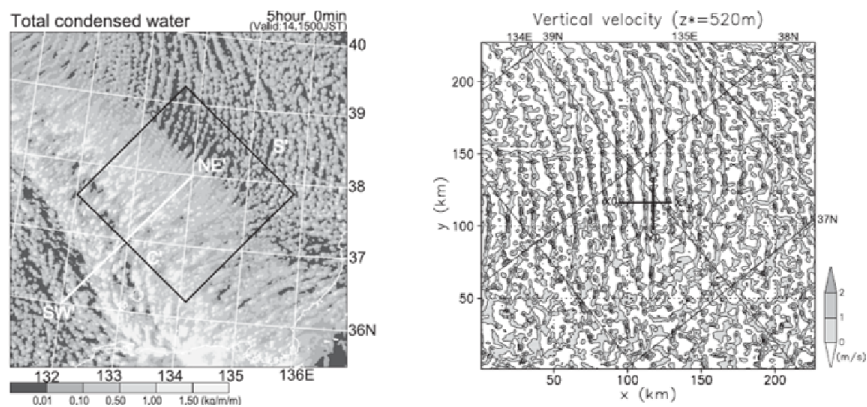 Total condensed water
5hour 0min
(Valid:14.1500JST)
40
39
38
37
36N
S'
NE'
C'
SW'
132 133 134 135 136E
0.01 0.10 0.50 1.00 1.50 (kg/m/m)
Vertical velocity (z*=520m)
134E 39N 135E 38N
37N
200
150
100
50
y (km)
50 100 150 200
x (km)
2
1
0
(m/s)